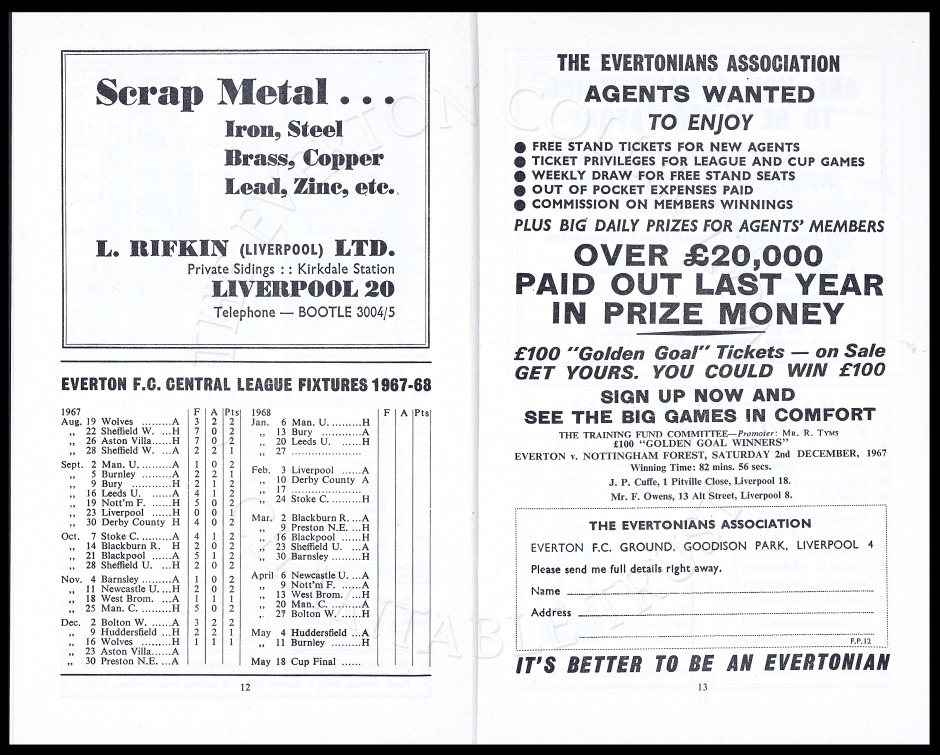 Scrap Metal . . .
Iron, Steel
Brass, Copper
Lead, Zinc, etc.
L. RIFKIN (LIVERPOOL) LTD.
Private Sidings : : Kirkdale Station
LIVERPOOL 20
Telephone — BOOTLE 3004/5
EVERTON F.C. CENTRAL LEAGUE FIXTURES 1967-68
1967 F A Pts
Aug. 19 Wolves .........A 3 2 2
,, 22 Sheffield W. ...H 7 0 2
,, 26 Aston Villa......H 7 0 2
,, 28 Sheffield W. ...A 2 2 1
Sept. 2 Man. U. .........A 1 0 2
,, 5 Burnley .........A 2 2 1
,, 9 Bury ............H 2 1 2
,, 16 Leeds U. ......A 4 1 2
,, 19 Nott'm F. ......H 5 0 2
,, 23 Liverpool ......H 0 0 1
,, 30 Derby County H 4 0 2
Oct. 7 Stoke C. .........A 4 1 2
,, 14 Blackburn R. H 2 0 2
,, 21 Blackpool ......A 5 1 2
,, 28 Sheffield U. ...H 2 0 2
Nov. 4 Barnsley .........A 1 0 2
,, 11 Newcastle U. ...H 2 0 2
,, 18 West Brom. ...A 1 1 1
,, 25 Man. C. .........H 5 0 2
Dec. 2 Bolton W. ......A 3 2 2
,, 9 Huddersfield ...H 2 2 1
,, 16 Wolves .........H 1 1 1
,, 23 Aston Villa......A
,, 30 Preston N.E. ...A
1968 F A Pts
Jan. 6 Man. U..........H
,, 13 Bury ............A
,, 20 Leeds U. ......H
,, 27 ..................
Feb. 3 Liverpool ......A
,, 10 Derby County A
,, 17 ..................
,, 24 Stoke C. .........H
Mar. 2 Blackburn R. ...A
,, 9 Preston N.E. ...H
,, 16 Blackpool ......H
,, 23 Sheffield U. ...A
,, 30 Barnsley .........H
April 6 Newcastle U. ...A
,, 9 Nott'm F. ......A
,, 13 West Brom. ...H
,, 20 Man. C. .........A
,, 27 Bolton W. ......H
May 4 Huddersfield ...A
,, 11 Burnley .........H
May 18 Cup Final ......
12
THE EVERTONIANS ASSOCIATION
AGENTS WANTED
TO ENJOY
● FREE STAND TICKETS FOR NEW AGENTS
● TICKET PRIVILEGES FOR LEAGUE AND CUP GAMES
● WEEKLY DRAW FOR FREE STAND SEATS
● OUT OF POCKET EXPENSES PAID
● COMMISSION ON MEMBERS WINNINGS
PLUS BIG DAILY PRIZES FOR AGENTS' MEMBERS
OVER £20,000
PAID OUT LAST YEAR
IN PRIZE MONEY
£100 "Golden Goal" Tickets — on Sale
GET YOURS. YOU COULD WIN £100
SIGN UP NOW AND
SEE THE BIG GAMES IN COMFORT
THE TRAINING FUND COMMITTEE—Promoter: MR. R. TYMS
£100 "GOLDEN GOAL WINNERS"
EVERTON v. NOTTINGHAM FOREST, SATURDAY 2nd DECEMBER, 1967
Winning Time: 82 mins. 56 secs.
J. P. Cuffe, 1 Pitville Close, Liverpool 18.
Mr. F. Owens, 13 Alt Street, Liverpool 8.
THE EVERTONIANS ASSOCIATION
EVERTON F.C. GROUND, GOODISON PARK, LIVERPOOL 4
Please send me full details right away.
Name
Address
F.P.12
IT'S BETTER TO BE AN EVERTONIAN
13